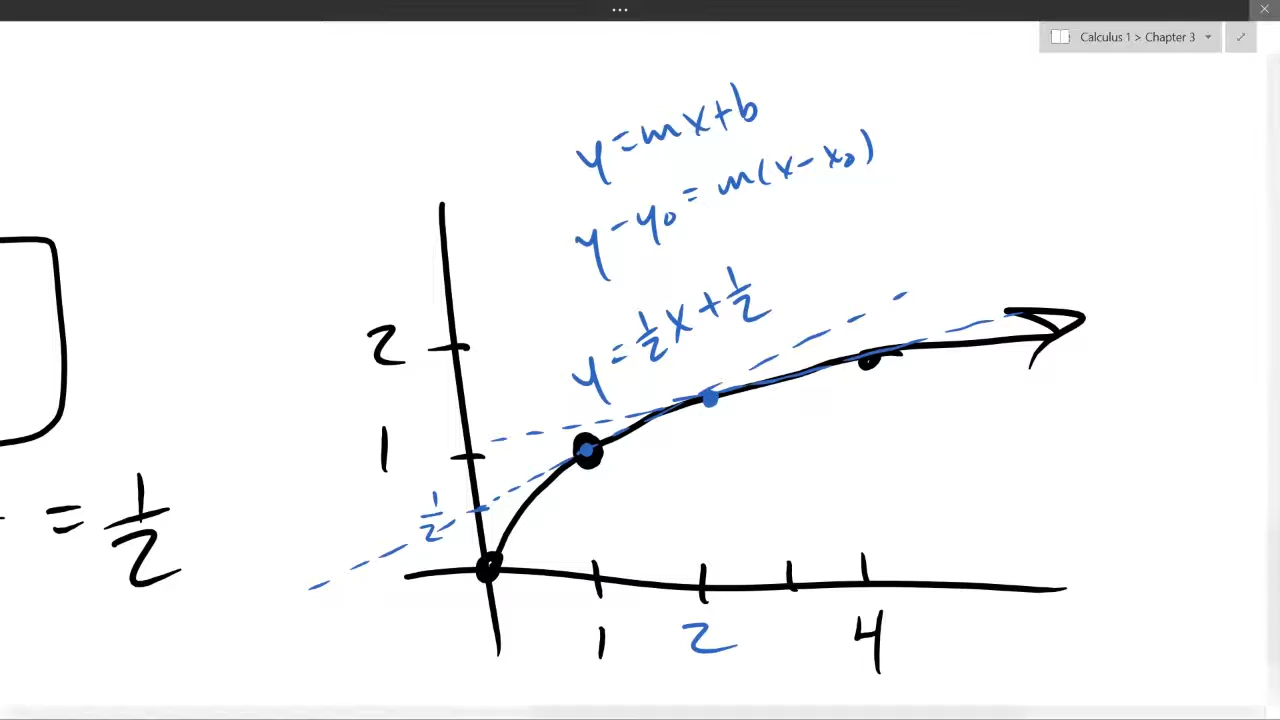 Calculus 1 > Chapter 3
y = mx + b
y - y₀ = m(x - x₀)
y = 1/2 x + 1/2
2
1
1/2
= 1/2
1 2 4